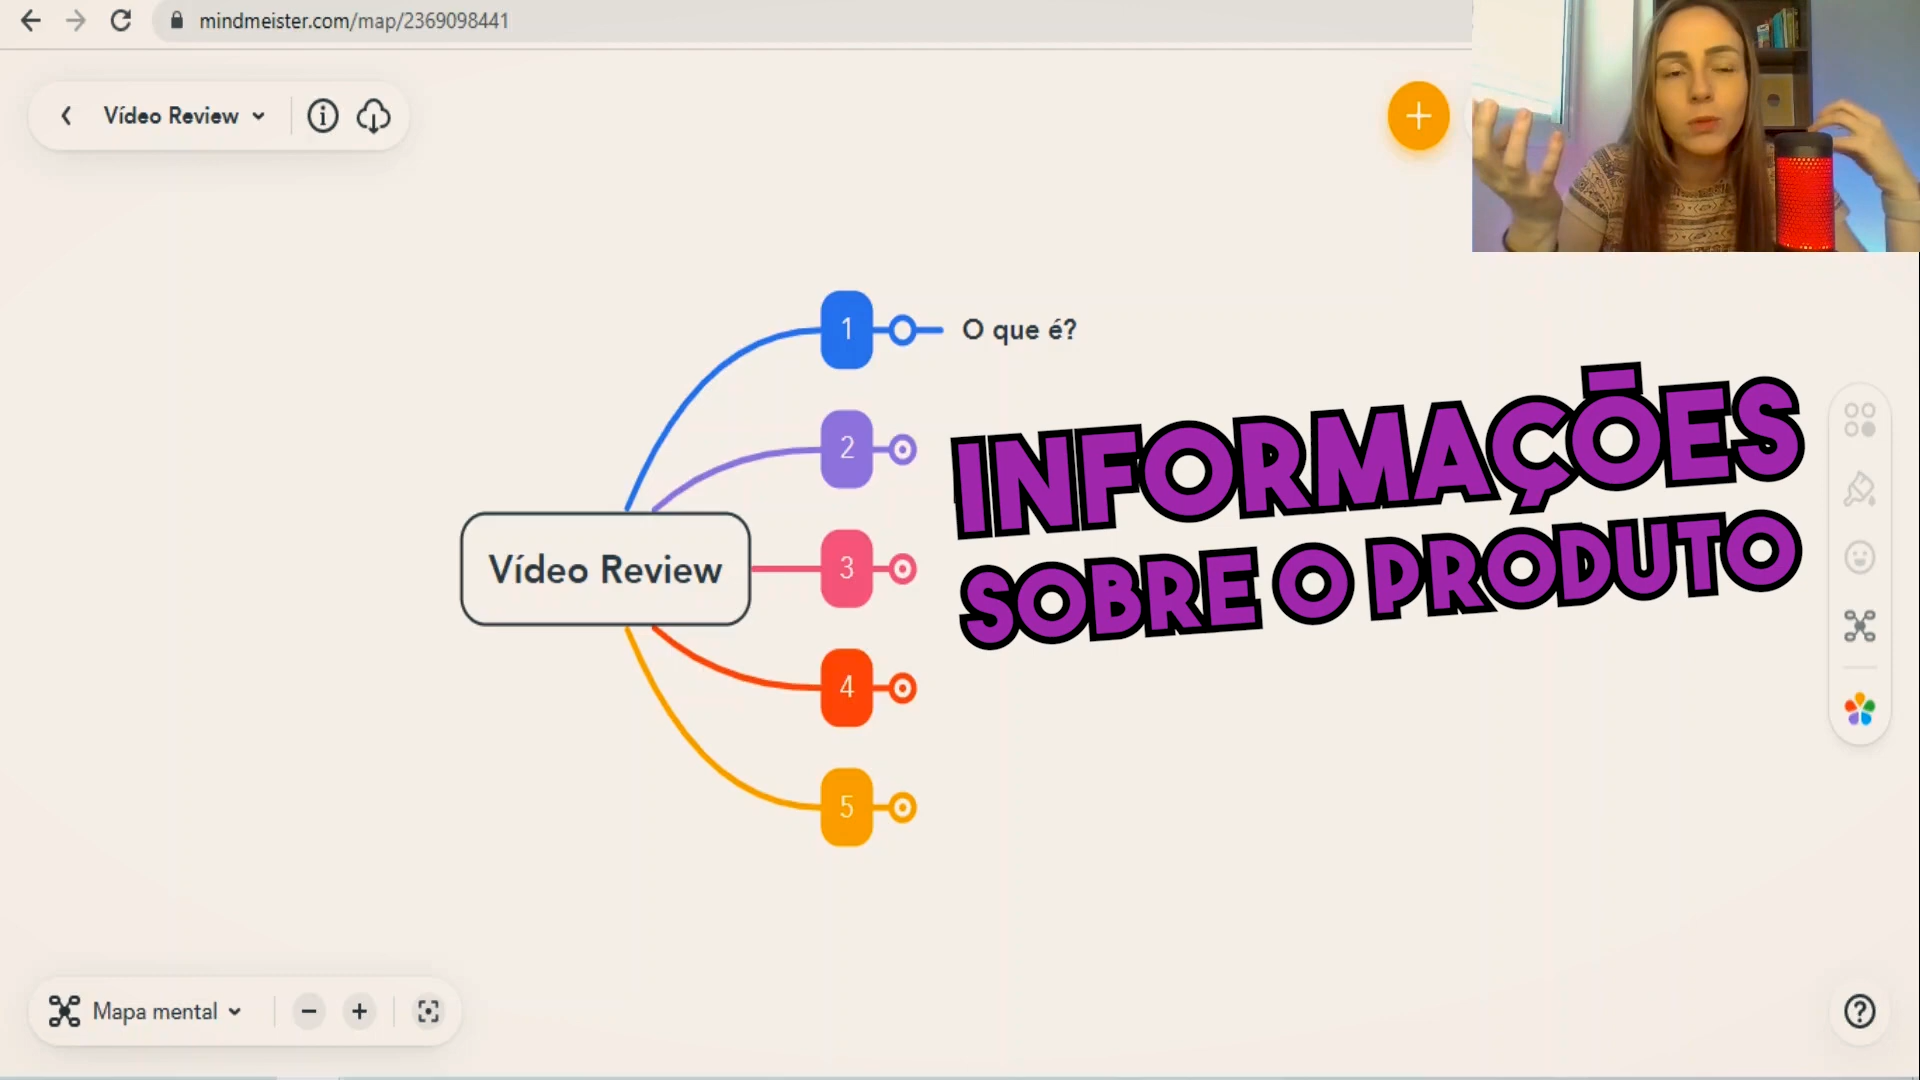 mindmeister.com/map/2369098441
Vídeo Review
1
O que é?
2
INFORMAÇÕES
SOBRE O PRODUTO
Vídeo Review
3
4
5
Mapa mental